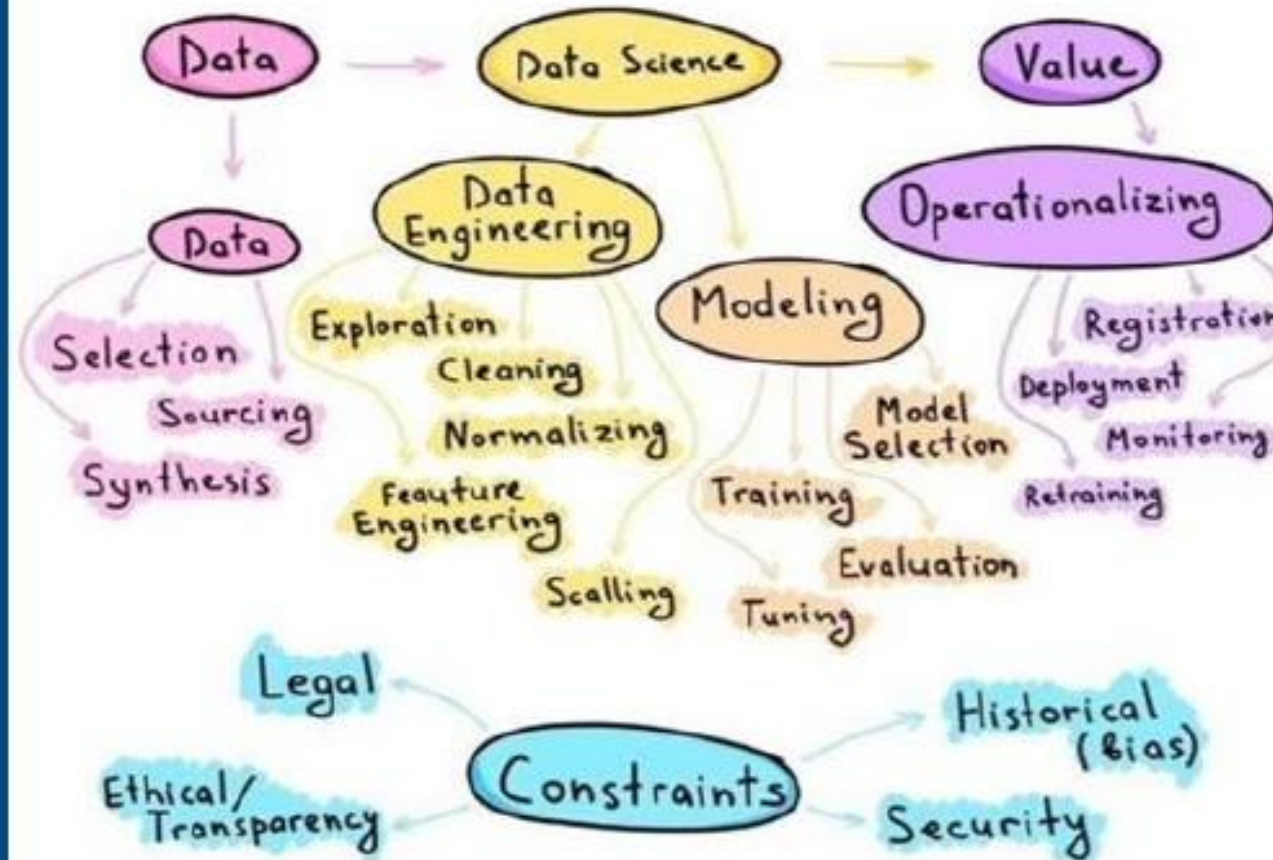 Data
Data Science
Value
Data
Selection
Sourcing
Synthesis
Data
Engineering
Exploration
Cleaning
Normalizing
Feauture
Engineering
Scalling
Modeling
Model
Selection
Training
Evaluation
Tuning
Operationalizing
Registration
Deployment
Monitoring
Retraining
Constraints
Legal
Ethical/
Transparency
Historical
(Bias)
Security